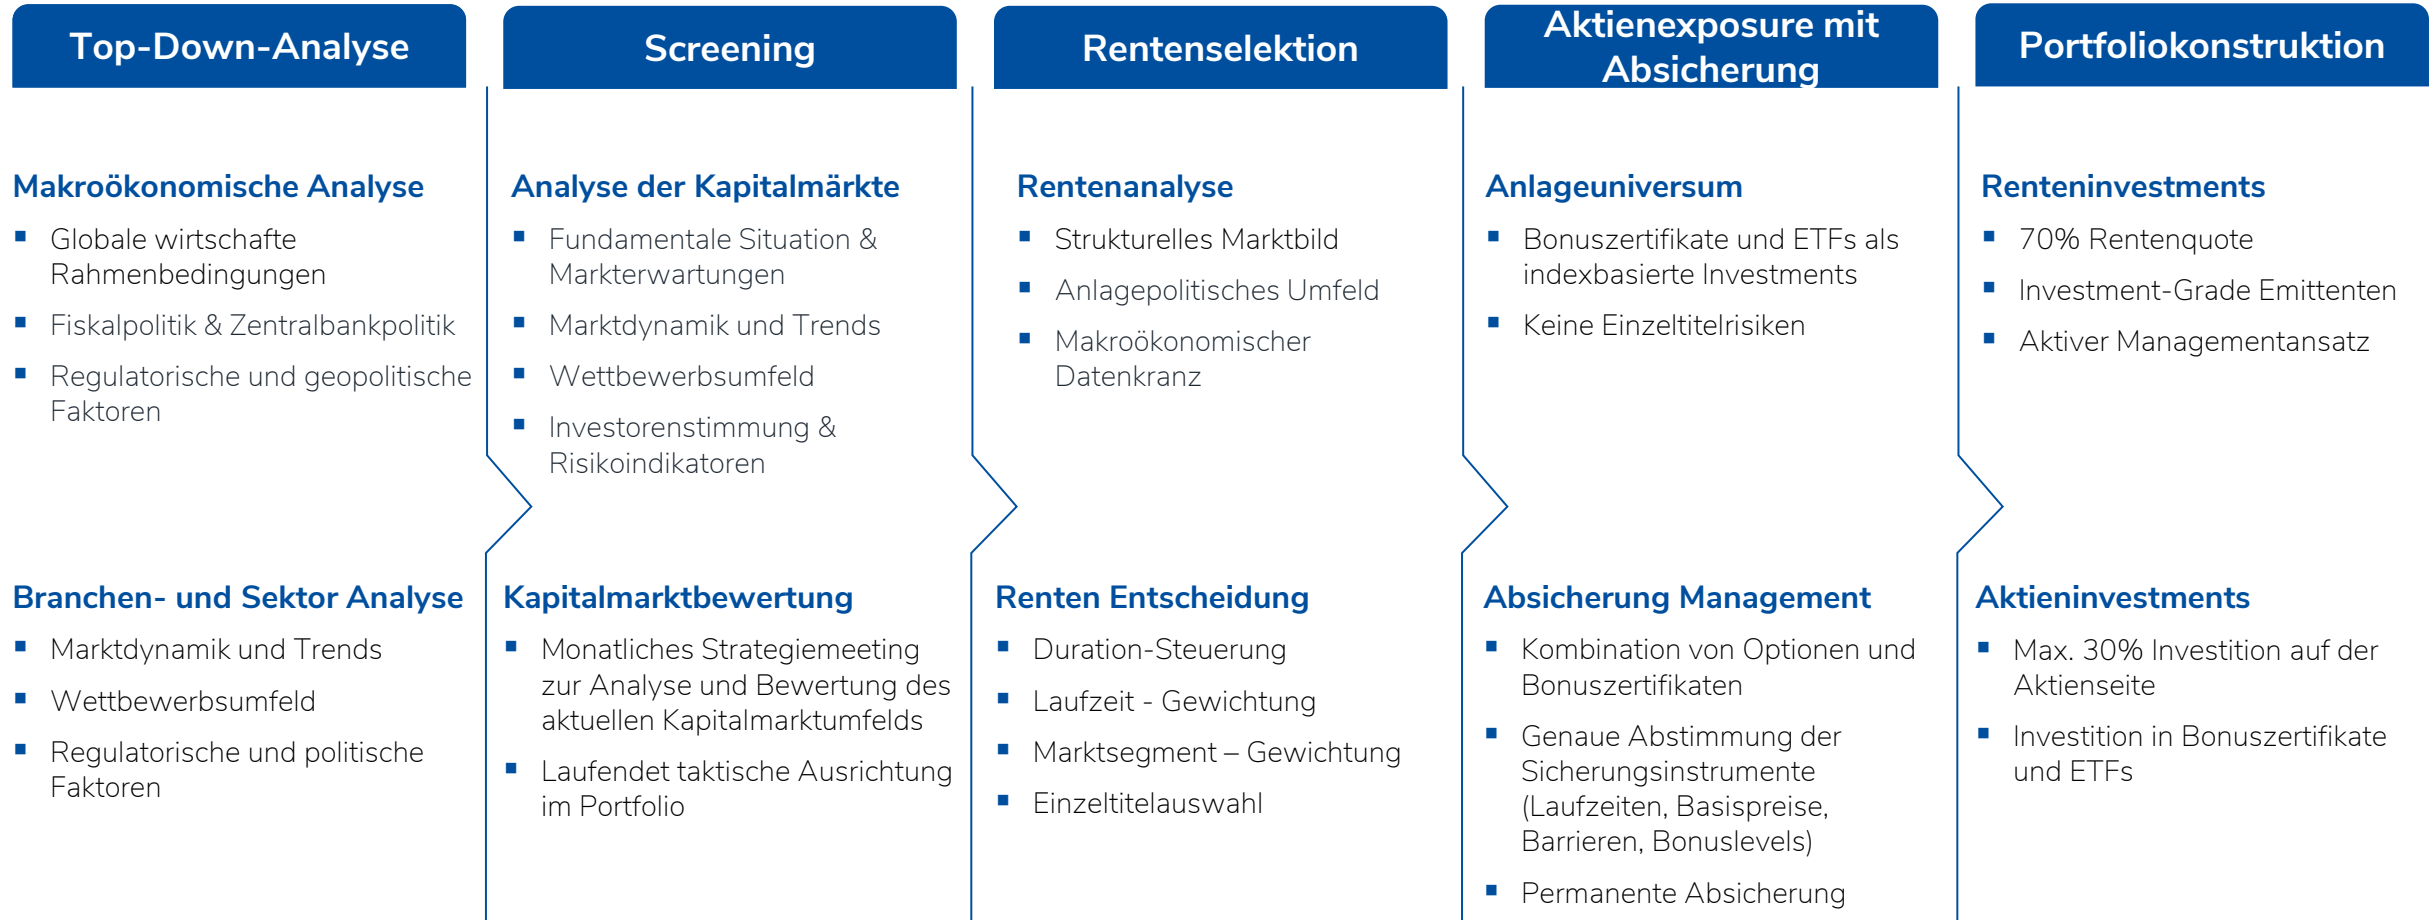 Top-Down-Analyse
Makroökonomische Analyse
Globale wirtschafte
Rahmenbedingungen
Fiskalpolitik & Zentralbankpolitik
Regulatorische und geopolitische
Faktoren
Branchen- und Sektor Analyse
Marktdynamik und Trends
Wettbewerbsumfeld
Regulatorische und politische
Faktoren
Screening
Analyse der Kapitalmärkte
Fundamentale Situation &
Markterwartungen
Marktdynamik und Trends
Wettbewerbsumfeld
Investorenstimmung &
Risikoindikatoren
Kapitalmarktbewertung
Monatliches Strategiemeeting
zur Analyse und Bewertung des
aktuellen Kapitalmarktumfelds
Laufendet taktische Ausrichtung
im Portfolio
Rentenselektion
Rentenanalyse
Strukturelles Marktbild
Anlagepolitisches Umfeld
Makroökonomischer
Datenkranz
Renten Entscheidung
Duration-Steuerung
Laufzeit - Gewichtung
Marktsegment – Gewichtung
Einzeltitelauswahl
Aktienexposure mit
Absicherung
Anlageuniversum
Bonuszertifikate und ETFs als
indexbasierte Investments
Keine Einzeltitelrisiken
Absicherung Management
Kombination von Optionen und
Bonuszertifikaten
Genaue Abstimmung der
Sicherungsinstrumente
(Laufzeiten, Basispreise,
Barrieren, Bonuslevels)
Permanente Absicherung
Portfoliokonstruktion
Renteninvestments
70% Rentenquote
Investment-Grade Emittenten
Aktiver Managementansatz
Aktieninvestments
Max. 30% Investition auf der
Aktienseite
Investition in Bonuszertifikate
und ETFs